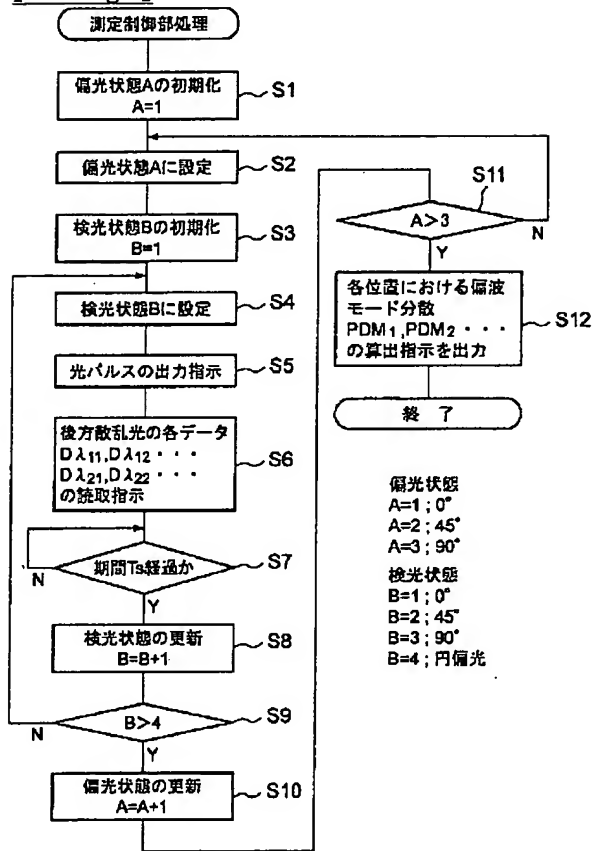 測定制御部処理
偏光状態Aの初期化
A=1
S1
偏光状態Aに設定
S2
検光状態Bの初期化
B=1
S3
検光状態Bに設定
S4
光パルスの出力指示
S5
後方散乱光の各データ
Dλ11,Dλ12・・・
Dλ21,Dλ22・・・
の読取指示
S6
期間Ts経過か
S7
N
Y
検光状態の更新
B=B+1
S8
B>4
S9
N
Y
偏光状態の更新
A=A+1
S10
S11
A>3
N
Y
各位置における偏波
モード分散
PDM1,PDM2・・・
の算出指示を出力
S12
終了
偏光状態
A=1;0°
A=2;45°
A=3;90°
検光状態
B=1;0°
B=2;45°
B=3;90°
B=4;円偏光